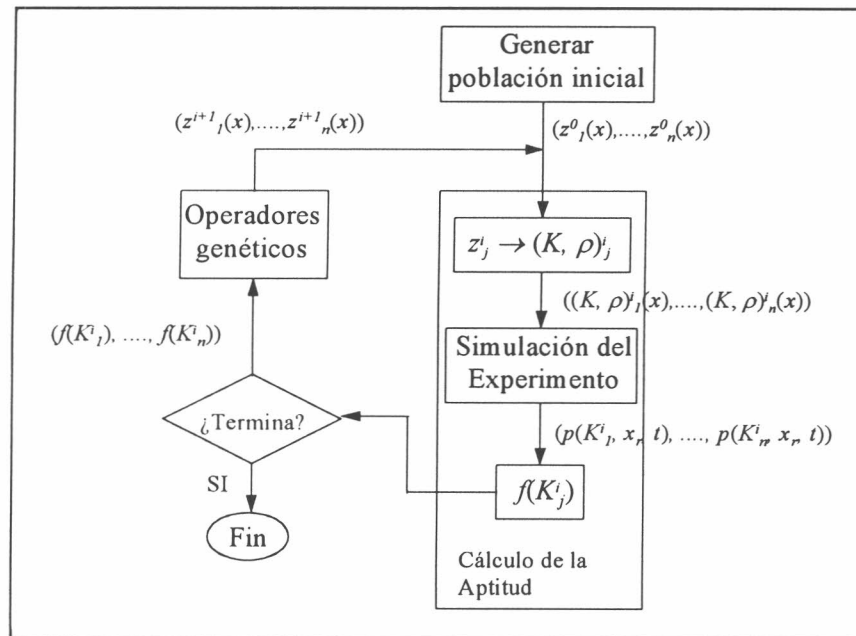 Generar
población inicial
(z^{i+1}_1(x),....,z^{i+1}_n(x))
(z^0_1(x),....,z^0_n(x))
Operadores
genéticos
z^i_j → (K, ρ)^i_j
((K, ρ)^i_1(x),....,(K, ρ)^i_n(x))
(f(K^i_1), ...., f(K^i_n))
Simulación del
Experimento
¿Termina?
(p(K^i_1, x_r, t), ...., p(K^i_n, x_r, t))
SI
f(K^i_j)
Fin
Cálculo de la
Aptitud